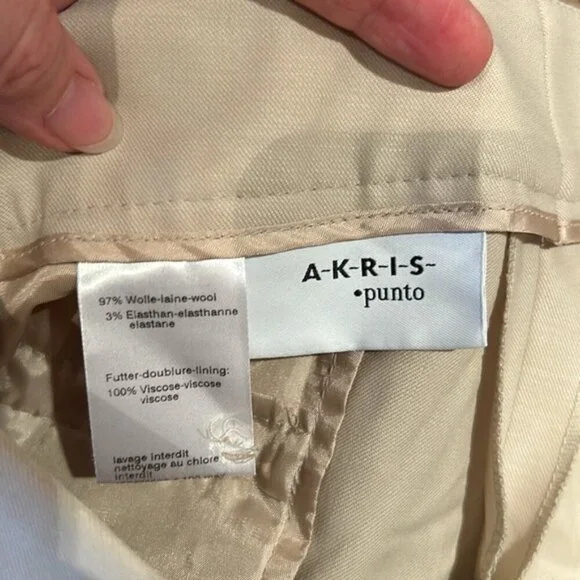 A-K-R-I-S-
•punto
97% Wolle-laine-wool
3% Elasthan-elasthanne
elastane
Futter-doublure-lining:
100% Viscose-viscose
viscose
lavage interdit
nettoyage au chlore
interdit